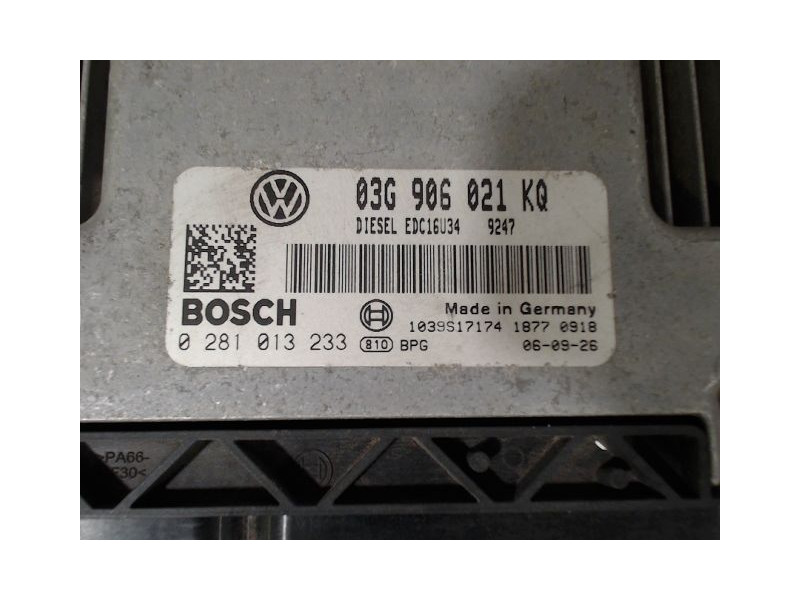 03G 906 021 KQ
DIESEL EDC16U34 9247
BOSCH
Made in Germany
1039S17174 1877 0918
0 281 013 233 810 BPG 06-09-26
>PA66-
30<